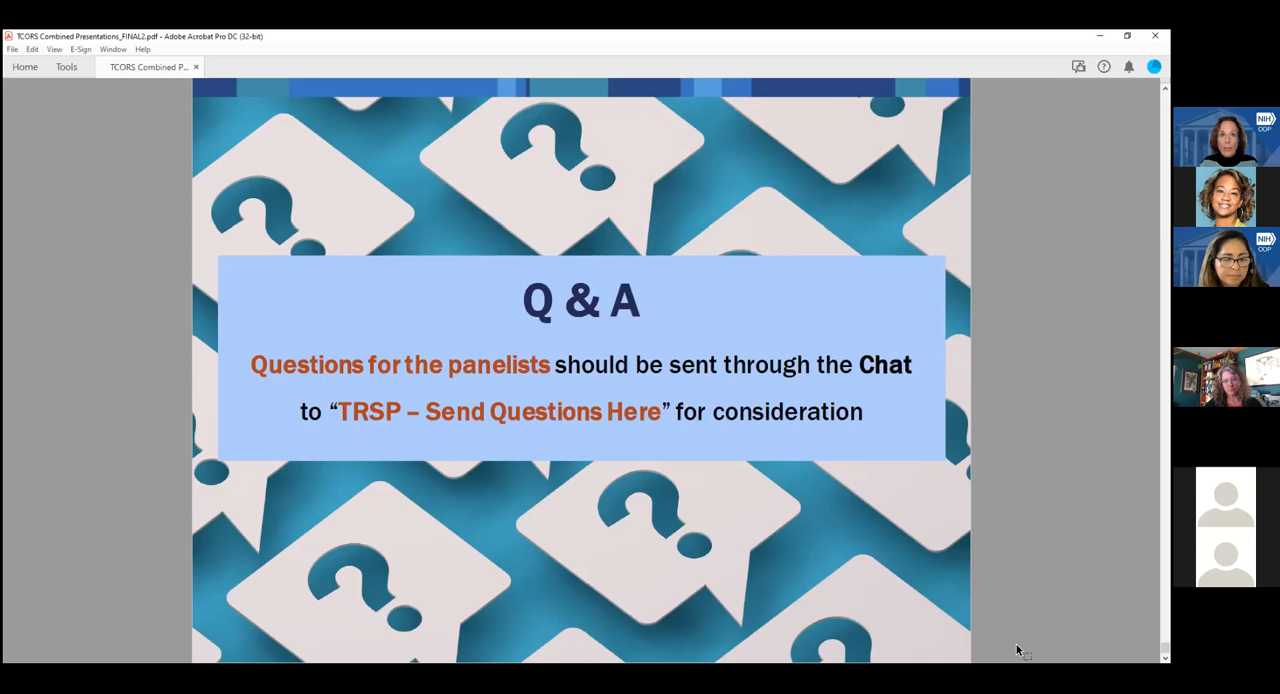 TCORS Combined Presentations_FINAL2.pdf - Adobe Acrobat Pro DC (32-bit)
File Edit View E-Sign Window Help
Home Tools TCORS Combined P... ×
NIH
ODP
NIH
ODP
Q & A
Questions for the panelists should be sent through the Chat
to “TRSP – Send Questions Here” for consideration